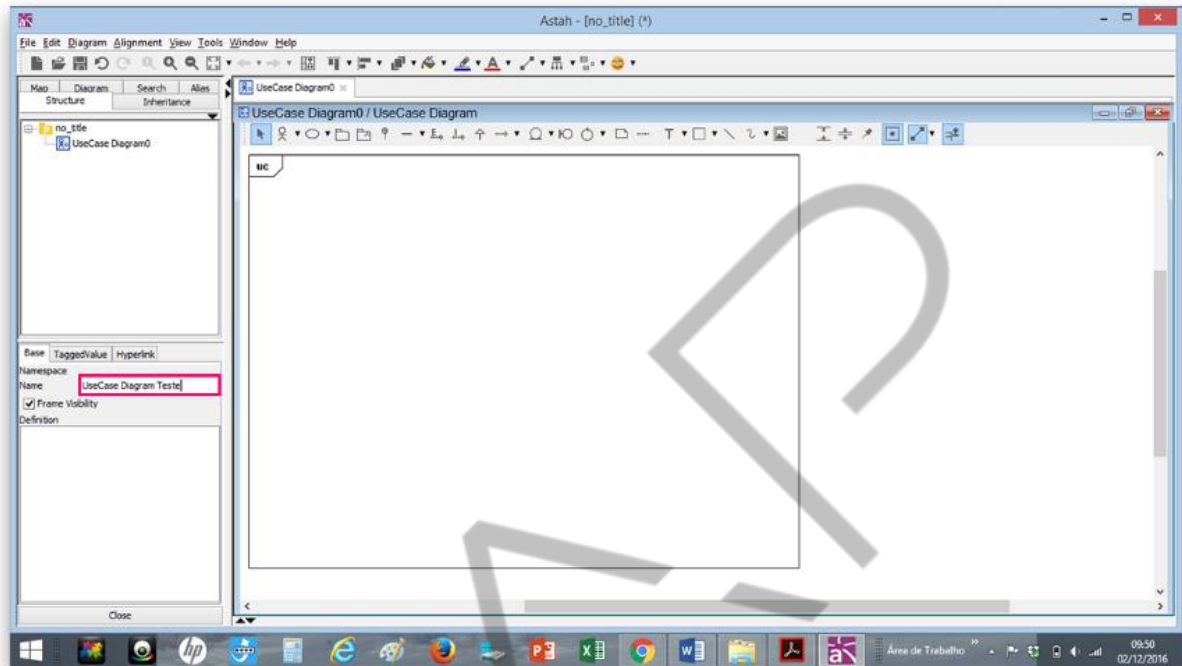 Astah - [no_title] (*)
File Edit Diagram Alignment View Tools Window Help
Map Diagram Search Alias
Structure Inheritance
no_title
UseCase Diagram0
UseCase Diagram0
UseCase Diagram0 / UseCase Diagram
uc
Base TaggedValue Hyperlink
Namespace
Name UseCase Diagram Teste
Frame Visibility
Definition
Close
Área de Trabalho
09:50
02/12/2016